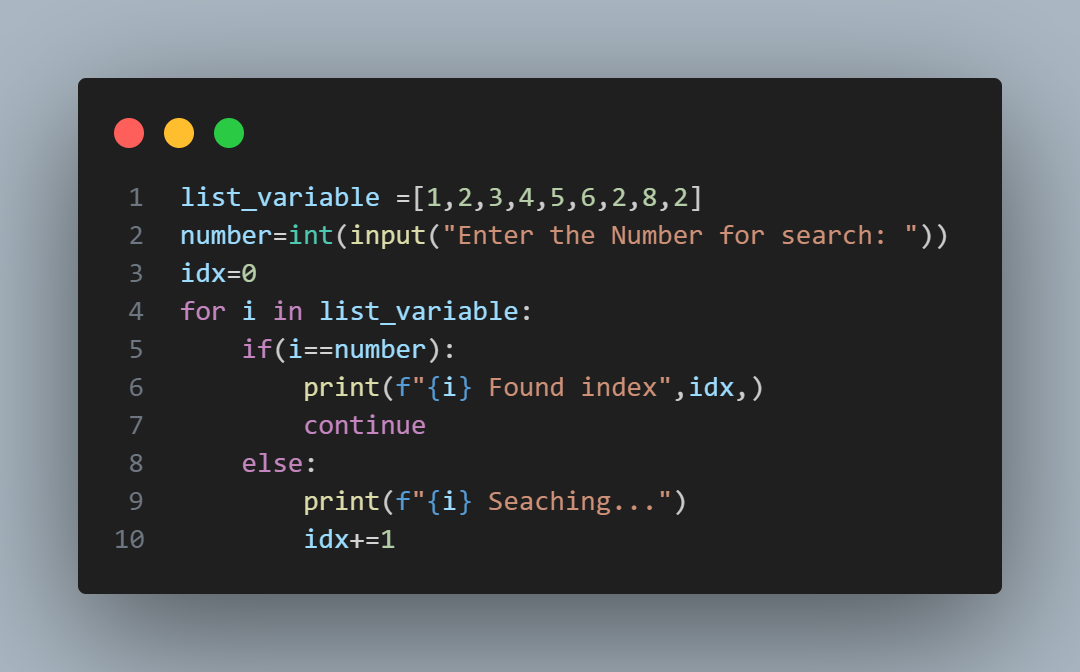 1 list_variable =[1,2,3,4,5,6,2,8,2]
2 number=int(input("Enter the Number for search: "))
3 idx=0
4 for i in list_variable:
5     if(i==number):
6         print(f"{i} Found index",idx,)
7         continue
8     else:
9         print(f"{i} Seaching...")
10         idx+=1